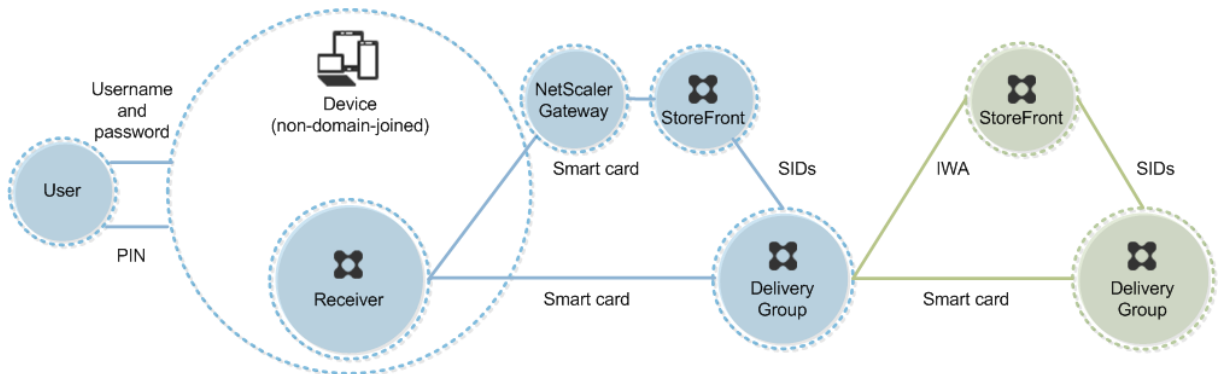 Username
and
password
User
PIN
Device
(non-domain-joined)
Receiver
NetScaler
Gateway
StoreFront
Smart card
SIDs
Smart card
Delivery
Group
StoreFront
IWA
SIDs
Smart card
Delivery
Group